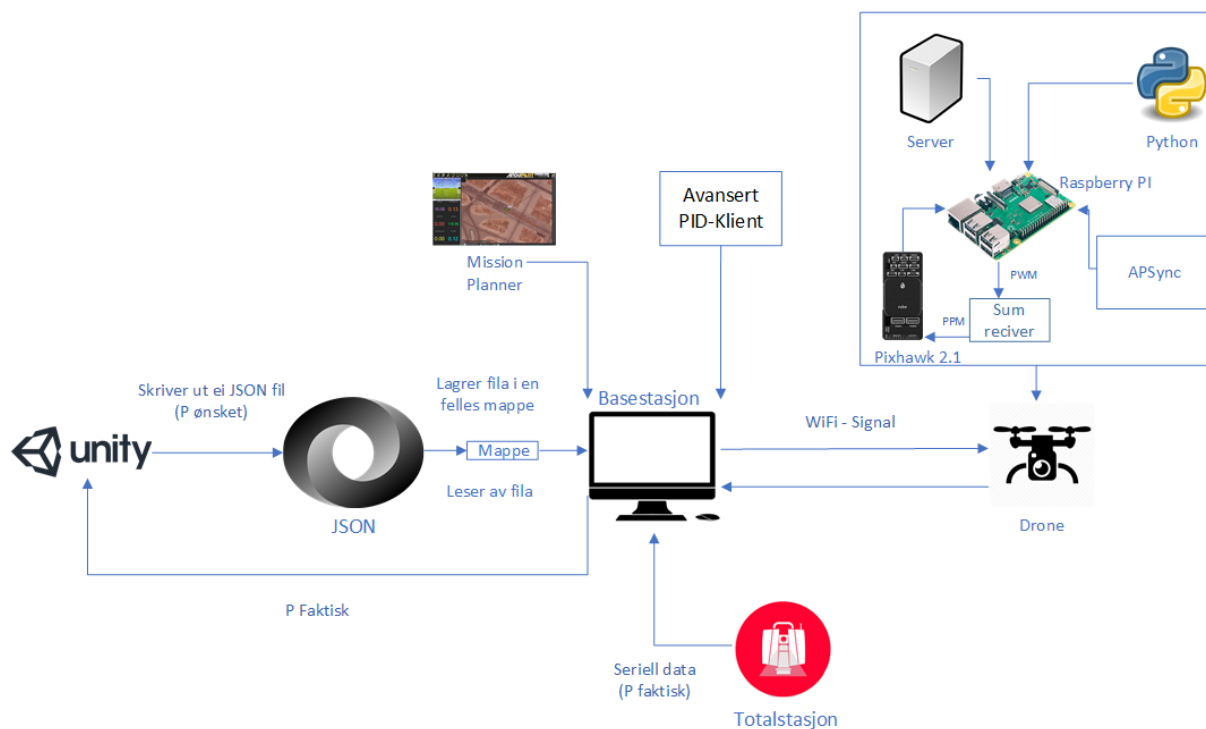 Server
Python
Raspberry PI
Avansert
PID-Klient
Mission
Planner
APSync
PWM
Sum
reciver
PPM
Pixhawk 2.1
Skriver ut ei JSON fil
(P ønsket)
Lagrer fila i en
felles mappe
Basestasjon
WiFi - Signal
unity
Mappe
Leser av fila
JSON
Drone
P Faktisk
Seriell data
(P faktisk)
Totalstasjon